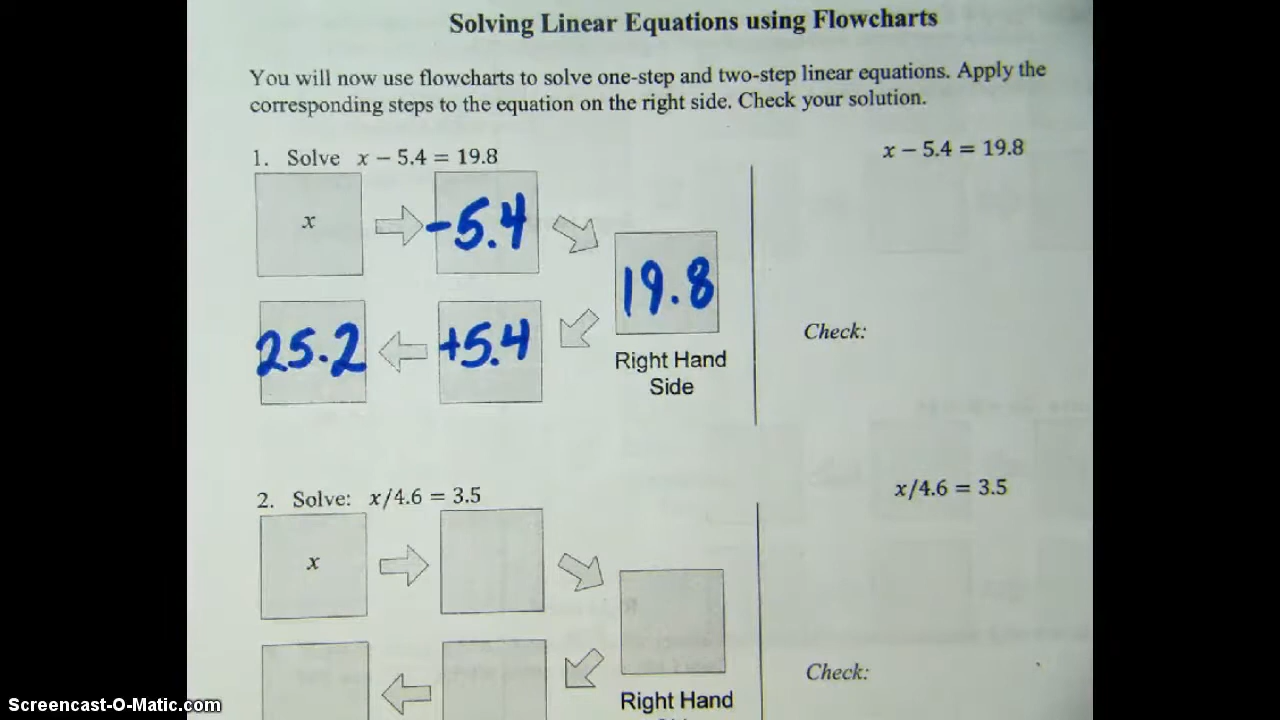 Solving Linear Equations using Flowcharts
You will now use flowcharts to solve one-step and two-step linear equations. Apply the
corresponding steps to the equation on the right side. Check your solution.
1. Solve x − 5.4 = 19.8
x
-5.4
19.8
25.2
+5.4
Right Hand
Side
x − 5.4 = 19.8
Check:
2. Solve: x/4.6 = 3.5
x
Right Hand
x/4.6 = 3.5
Check:
Screencast-O-Matic.com